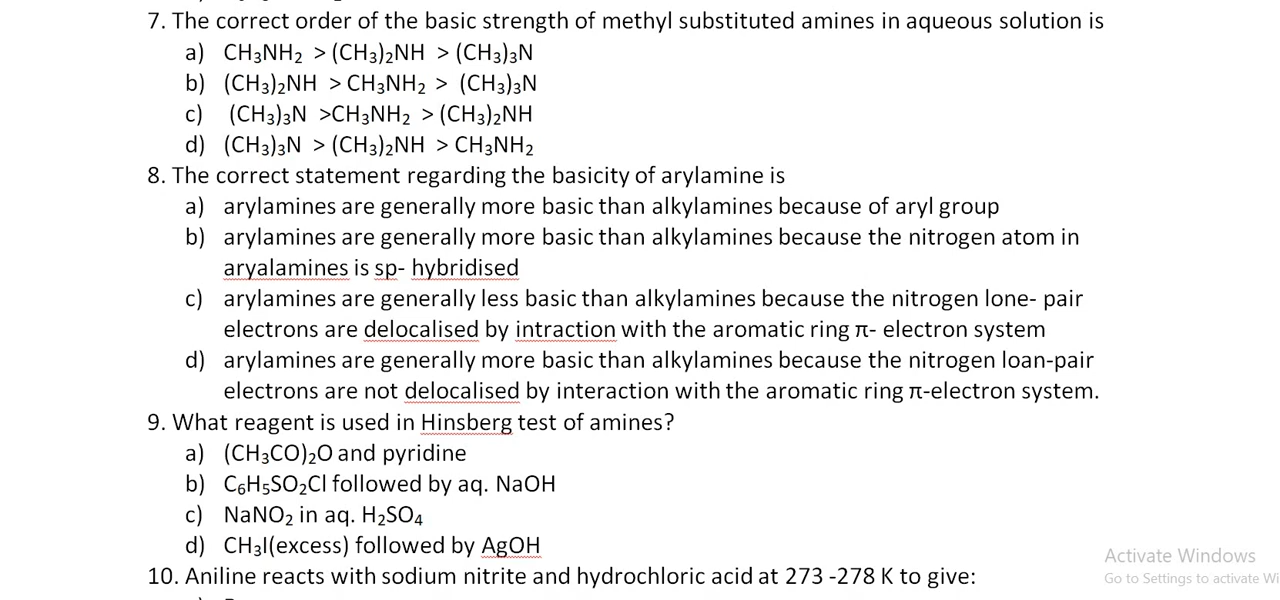 7. The correct order of the basic strength of methyl substituted amines in aqueous solution is
a) CH₃NH₂ > (CH₃)₂NH > (CH₃)₃N
b) (CH₃)₂NH > CH₃NH₂ > (CH₃)₃N
c) (CH₃)₃N >CH₃NH₂ > (CH₃)₂NH
d) (CH₃)₃N > (CH₃)₂NH > CH₃NH₂
8. The correct statement regarding the basicity of arylamine is
a) arylamines are generally more basic than alkylamines because of aryl group
b) arylamines are generally more basic than alkylamines because the nitrogen atom in
aryalamines is sp- hybridised
c) arylamines are generally less basic than alkylamines because the nitrogen lone- pair
electrons are delocalised by intraction with the aromatic ring π- electron system
d) arylamines are generally more basic than alkylamines because the nitrogen loan-pair
electrons are not delocalised by interaction with the aromatic ring π-electron system.
9. What reagent is used in Hinsberg test of amines?
a) (CH₃CO)₂O and pyridine
b) C₆H₅SO₂Cl followed by aq. NaOH
c) NaNO₂ in aq. H₂SO₄
d) CH₃I(excess) followed by AgOH
10. Aniline reacts with sodium nitrite and hydrochloric acid at 273 -278 K to give:
Activate Windows
Go to Settings to activate Wi